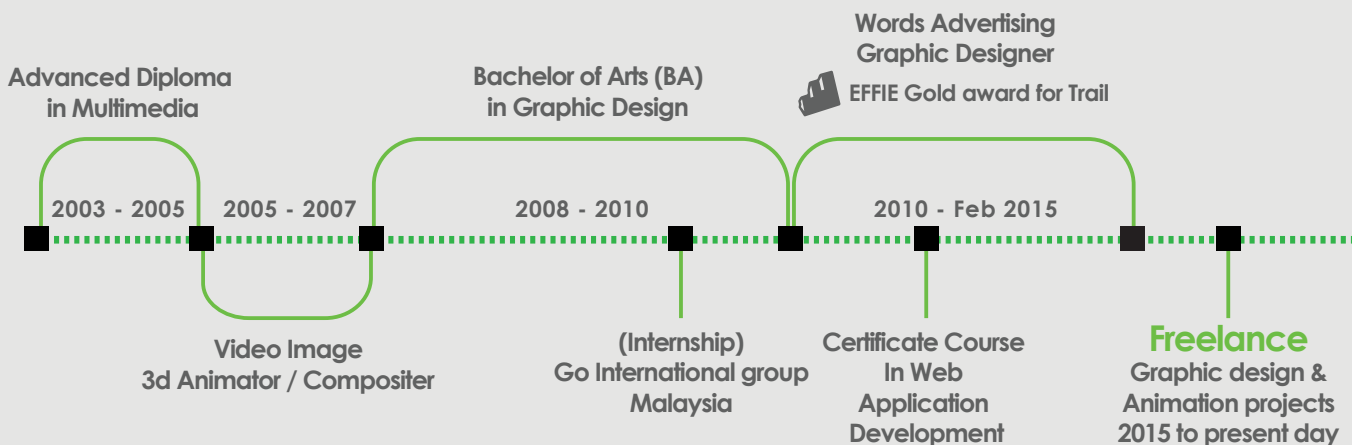 Advanced Diploma
in Multimedia
2003 - 2005
2005 - 2007
Video Image
3d Animator / Compositer
Bachelor of Arts (BA)
in Graphic Design
2008 - 2010
(Internship)
Go International group
Malaysia
Words Advertising
Graphic Designer
EFFIE Gold award for Trail
2010 - Feb 2015
Certificate Course
In Web
Application
Development
Freelance
Graphic design &
Animation projects
2015 to present day